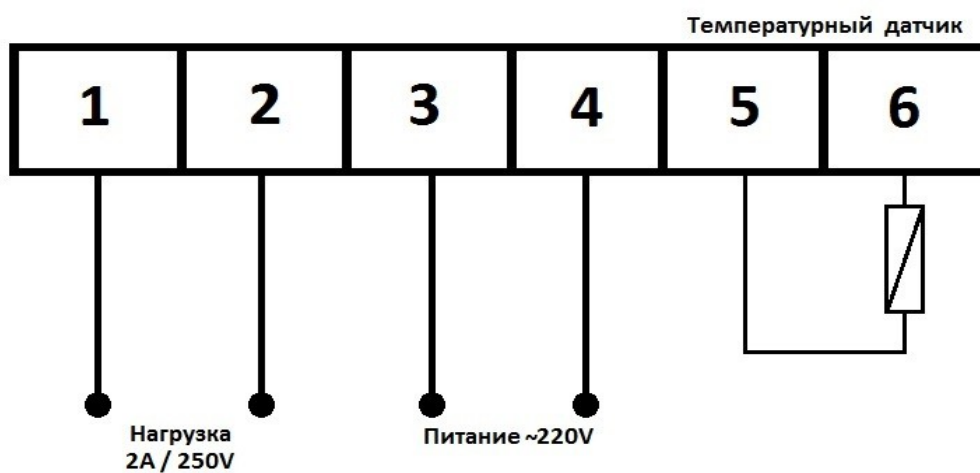 Температурный датчик
1 2 3 4 5 6
Нагрузка
2A / 250V
Питание ~220V